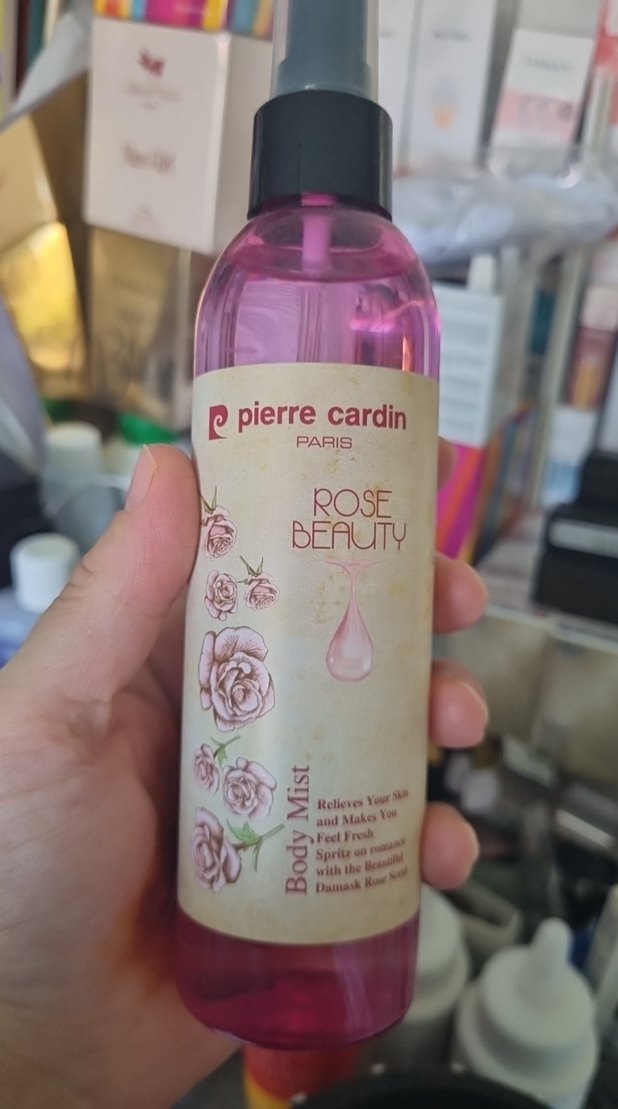 pierre cardin
PARIS
ROSE
BEAUTY
Body Mist
Relieves Your Skin
and Makes You
Feel Fresh
Spritz on romance
with the Beautiful
Damask Rose Scent